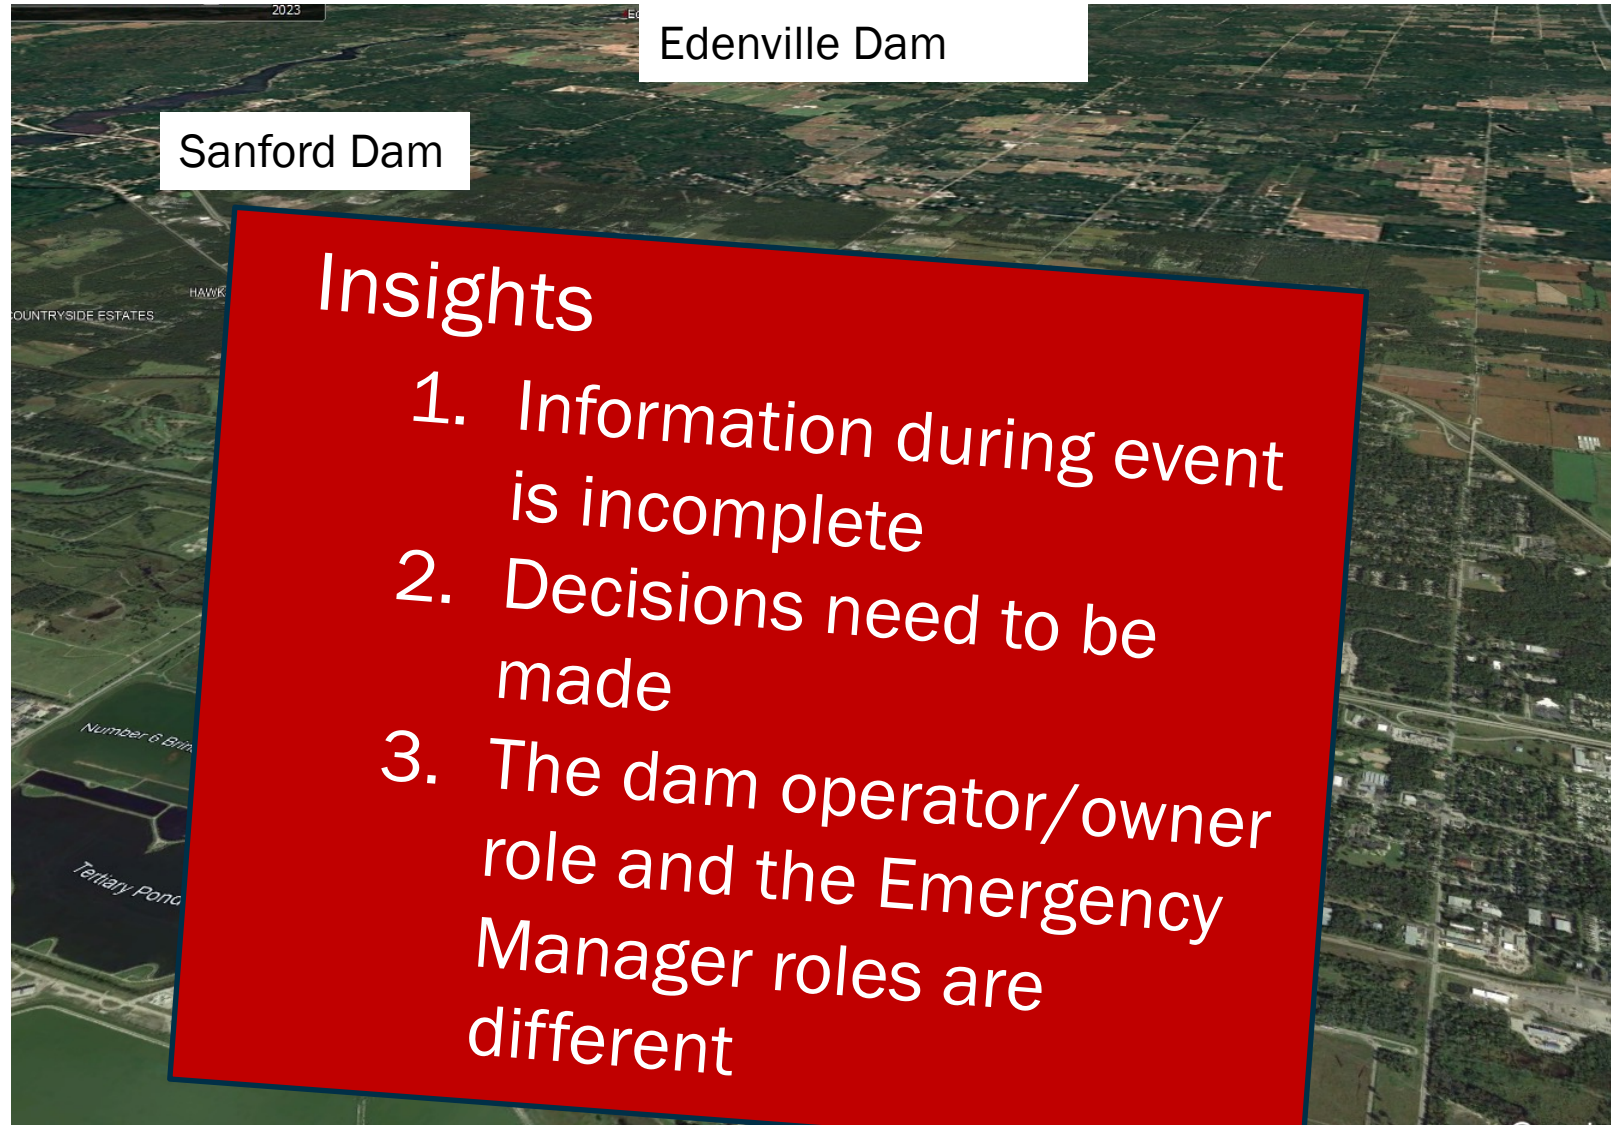 2023
Edenville Dam
Sanford Dam
Insights
1. Information during event
is incomplete
2. Decisions need to be
made
3. The dam operator/owner
role and the Emergency
Manager roles are
different
HAWK
OUNTRYSIDE ESTATES
Number 6 Brin
Tertiary Pond